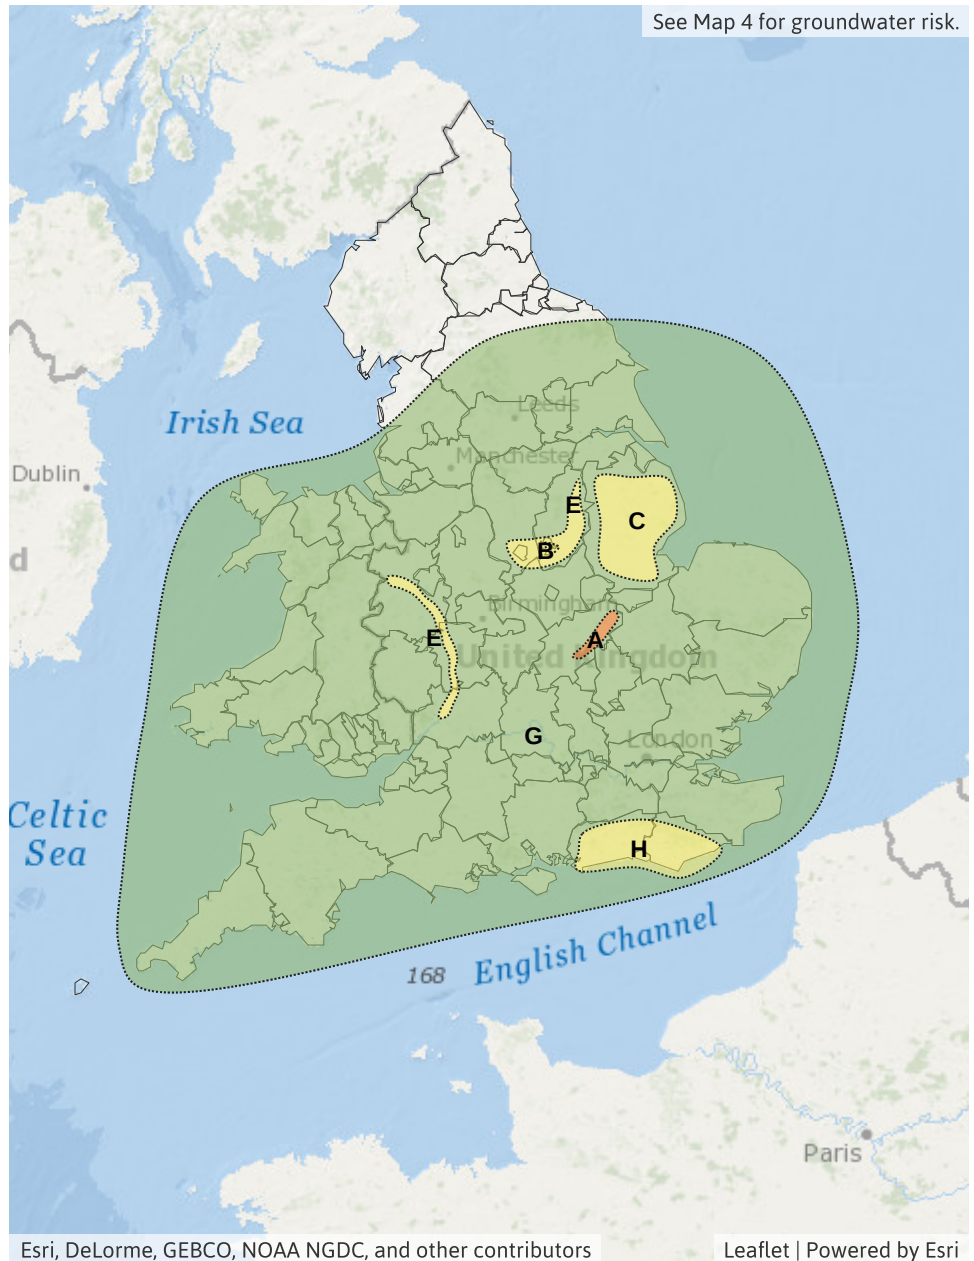 See Map 4 for groundwater risk.
Leeds
Irish Sea
Manchester
Dublin
E
C
B
d
Birmingham
E
A
United Kingdom
G
London
Celtic
Sea
H
English Channel
168
Paris
Esri, DeLorme, GEBCO, NOAA NGDC, and other contributors
Leaflet | Powered by Esri